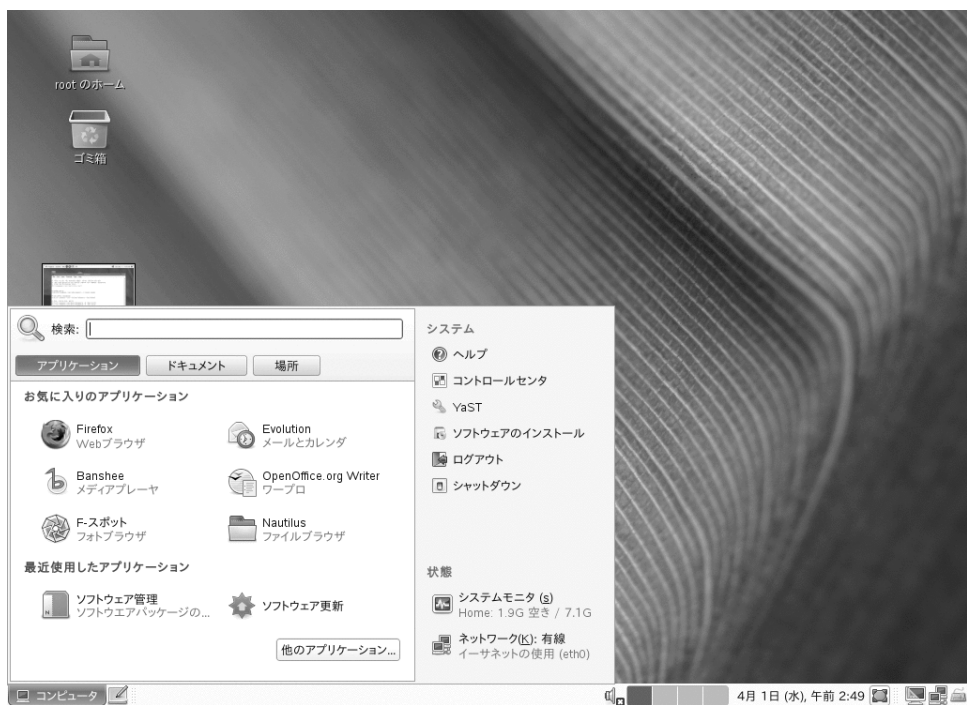 root のホーム
ゴミ箱
検索:
アプリケーション
ドキュメント
場所
お気に入りのアプリケーション
Firefox
Webブラウザ
Evolution
メールとカレンダ
Banshee
メディアプレーヤ
OpenOffice.org Writer
ワープロ
F-スポット
フォトブラウザ
Nautilus
ファイルブラウザ
最近使用したアプリケーション
ソフトウェア管理
ソフトウエアパッケージの...
ソフトウェア更新
他のアプリケーション...
システム
ヘルプ
コントロールセンタ
YaST
ソフトウェアのインストール
ログアウト
シャットダウン
状態
システムモニタ (s)
Home: 1.9G 空き / 7.1G
ネットワーク(K): 有線
イーサネットの使用 (eth0)
コンピュータ
4月 1日 (水), 午前 2:49